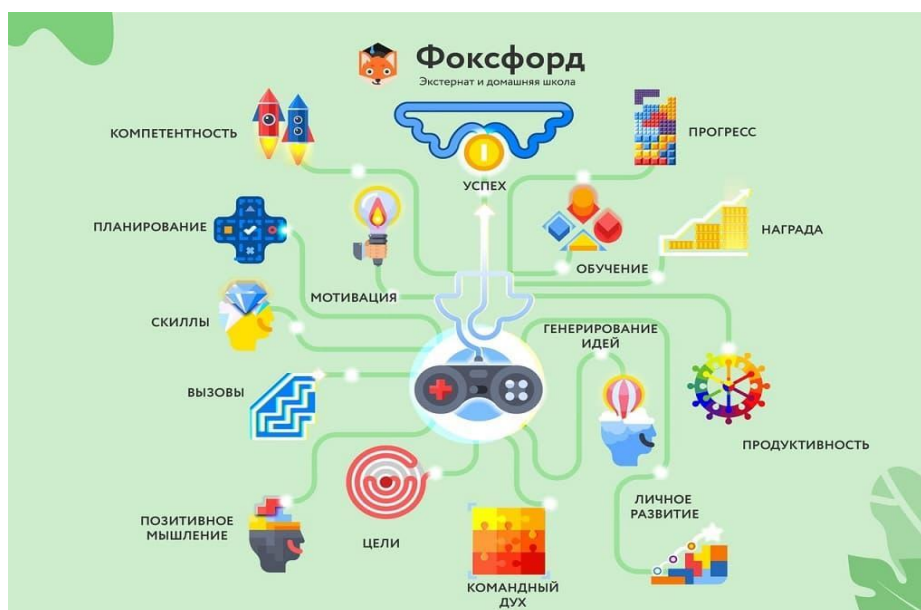 Фоксфорд
Экстернат и домашняя школа
КОМПЕТЕНТНОСТЬ
ПРОГРЕСС
УСПЕХ
ПЛАНИРОВАНИЕ
НАГРАДА
ОБУЧЕНИЕ
МОТИВАЦИЯ
СКИЛЛЫ
ГЕНЕРИРОВАНИЕ
ИДЕЙ
ВЫЗОВЫ
ПРОДУКТИВНОСТЬ
ПОЗИТИВНОЕ
МЫШЛЕНИЕ
ЦЕЛИ
ЛИЧНОЕ
РАЗВИТИЕ
КОМАНДНЫЙ
ДУХ